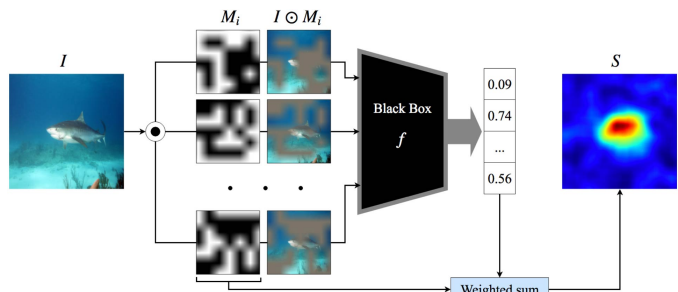 I
M_i
I ⊙ M_i
S
Black Box
f
0.09
0.74
...
0.56
Weighted sum